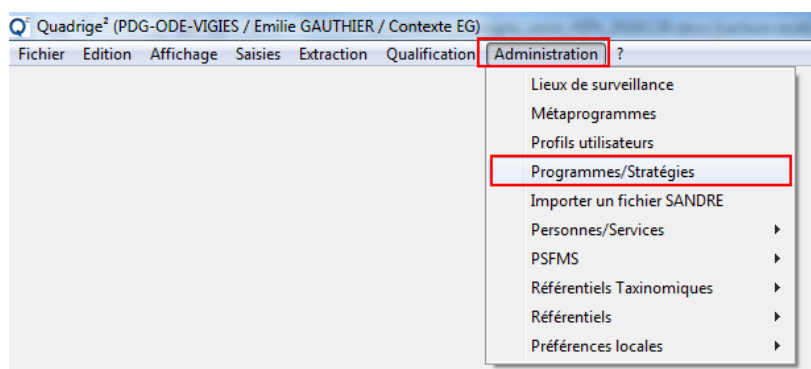 Quadrige² (PDG-ODE-VIGIES / Emilie GAUTHIER / Contexte EG)
Fichier Edition Affichage Saisies Extraction Qualification Administration ?
Lieux de surveillance
Métaprogrammes
Profils utilisateurs
Programmes/Stratégies
Importer un fichier SANDRE
Personnes/Services
PSFMS
Référentiels Taxinomiques
Référentiels
Préférences locales